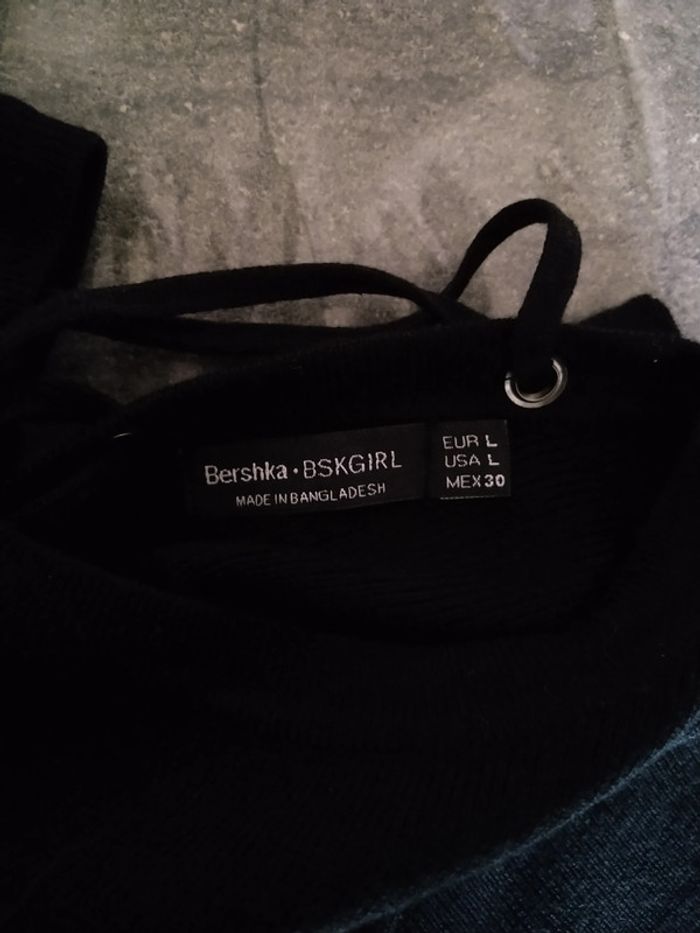 Bershka • BSKGIRL
MADE IN BANGLADESH
EUR L
USA L
MEX 30